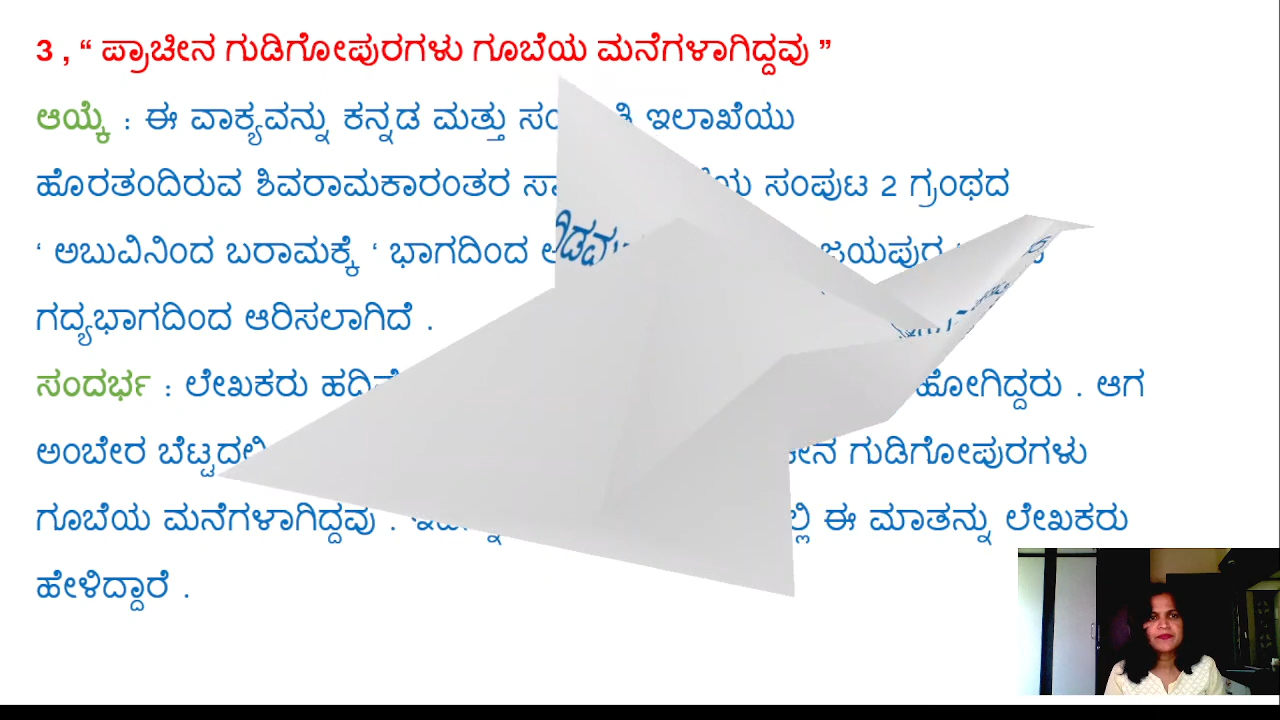 3 , “ ಪ್ರಾಚೀನ ಗುಡಿಗೋಪುರಗಳು ಗೂಬೆಯ ಮನೆಗಳಾಗಿದ್ದವು ”
ಆಯ್ಕೆ : ಈ ವಾಕ್ಯವನ್ನು ಕನ್ನಡ ಮತ್ತು ಇಲಾಖೆಯು
ಹೊರತಂದಿರುವ ಶಿವರಾಮಕಾರಂತರ ಸಂಪುಟ 2 ಗ್ರಂಥದ
‘ ಅಬುವಿನಿಂದ ಬರಾಮಕ್ಕೆ ‘ ಭಾಗದಿಂದ
ಗದ್ಯಭಾಗದಿಂದ ಆರಿಸಲಾಗಿದೆ .
ಸಂದರ್ಭ : ಲೇಖಕರು ಹೋಗಿದ್ದರು . ಆಗ
ಅಂಬೇರ ಗುಡಿಗೋಪುರಗಳು
ಗೂಬೆಯ ಮನೆಗಳಾಗಿದ್ದವು . ಈ ಮಾತನ್ನು ಲೇಖಕರು
ಹೇಳಿದ್ದಾರೆ .